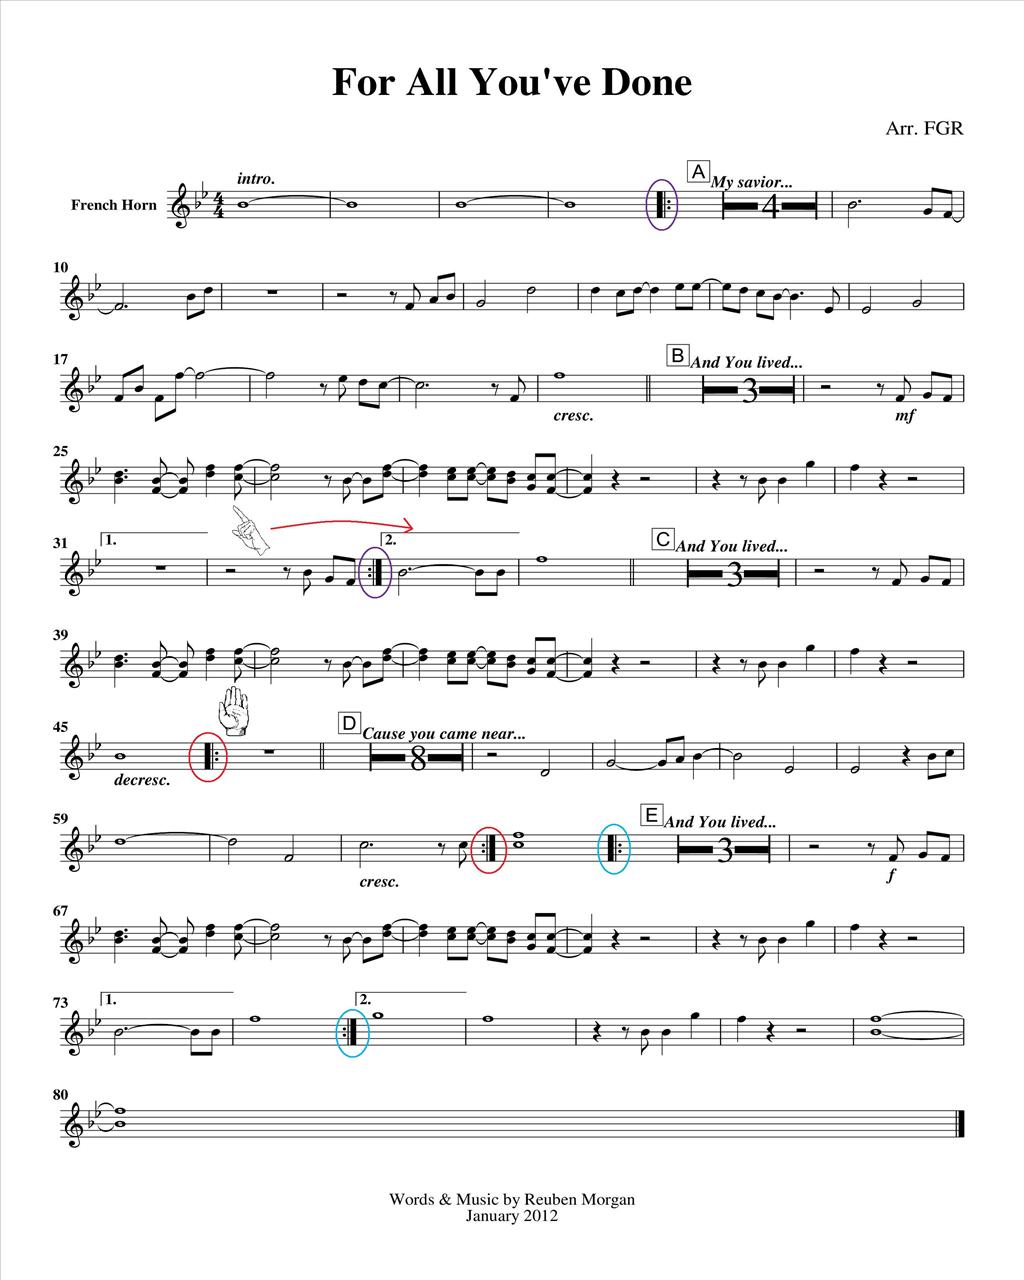 For All You've Done
Arr. FGR
A
intro.
My savior...
French Horn
4
4
4
10
17
B
And You lived...
3
cresc.
mf
25
31
1.
2.
C
And You lived...
3
39
45
D
Cause you came near...
8
decresc.
59
E
And You lived...
3
cresc.
f
67
73
1.
2.
80
Words & Music by Reuben Morgan
January 2012